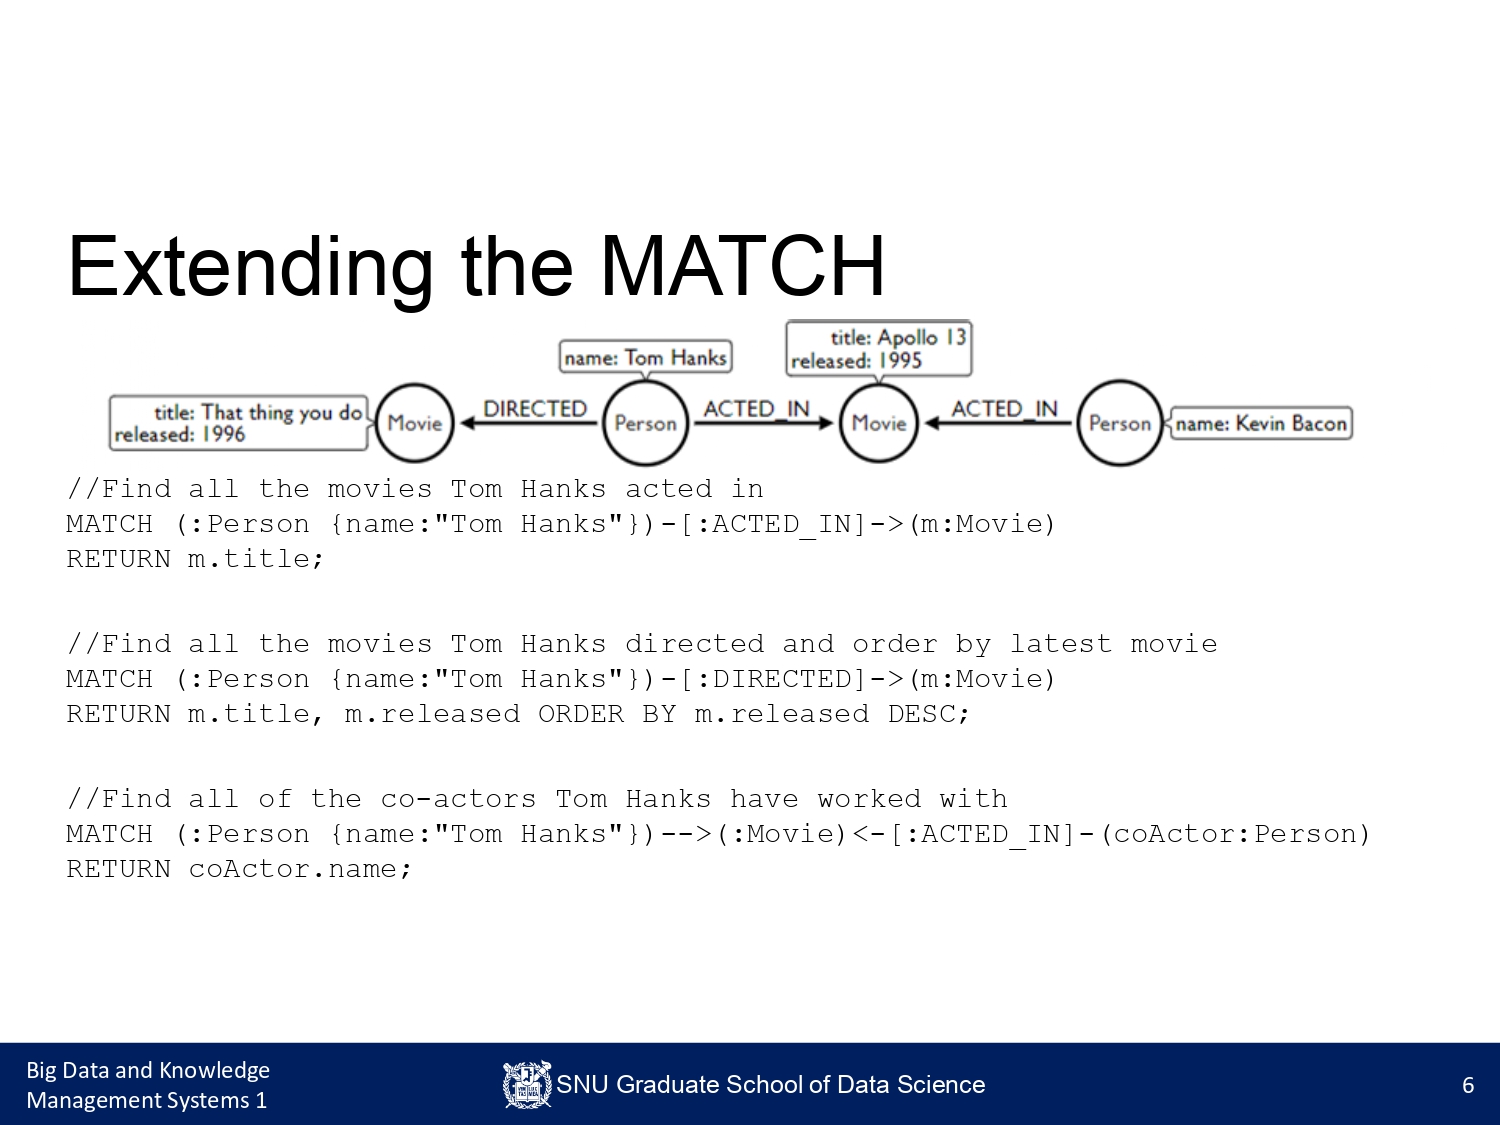 Extending the MATCH
title: That thing you do
released: 1996
Movie
DIRECTED
name: Tom Hanks
Person
ACTED_IN
title: Apollo 13
released: 1995
Movie
ACTED_IN
Person
name: Kevin Bacon
//Find all the movies Tom Hanks acted in
MATCH (:Person {name:"Tom Hanks"})-[:ACTED_IN]->(m:Movie)
RETURN m.title;
//Find all the movies Tom Hanks directed and order by latest movie
MATCH (:Person {name:"Tom Hanks"})-[:DIRECTED]->(m:Movie)
RETURN m.title, m.released ORDER BY m.released DESC;
//Find all of the co-actors Tom Hanks have worked with
MATCH (:Person {name:"Tom Hanks"})-->(:Movie)<-[:ACTED_IN]-(coActor:Person)
RETURN coActor.name;
Big Data and Knowledge
Management Systems 1
SNU Graduate School of Data Science
6